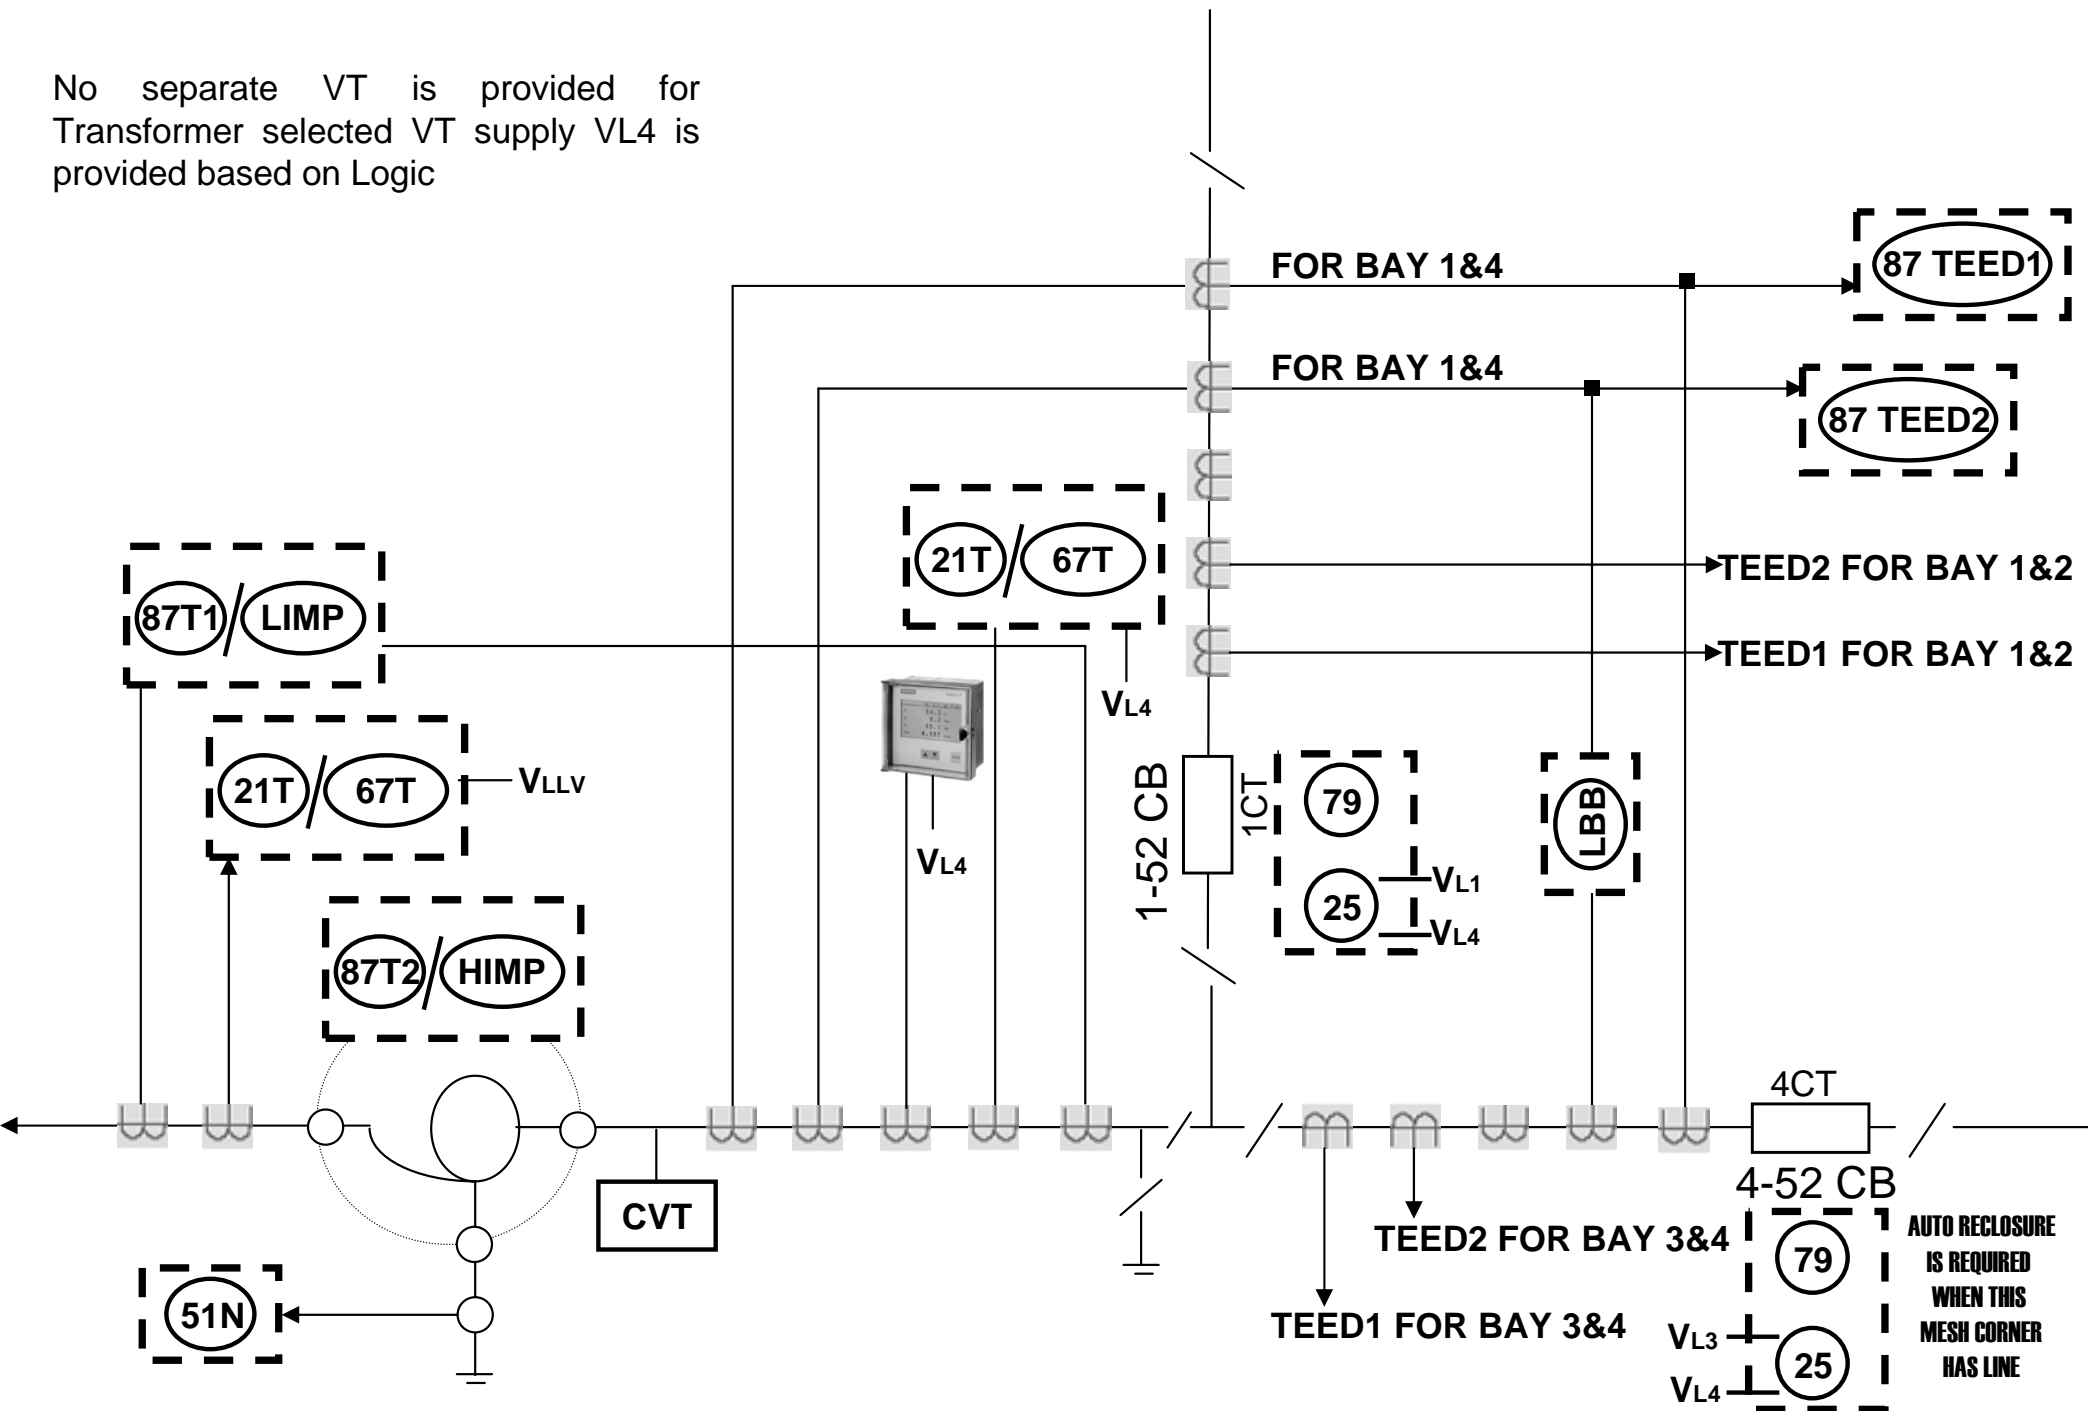 No separate VT is provided for
Transformer selected VT supply VL4 is
provided based on Logic
FOR BAY 1&4
87 TEED1
FOR BAY 1&4
87 TEED2
21T / 67T
TEED2 FOR BAY 1&2
87T1 / LIMP
TEED1 FOR BAY 1&2
VL4
21T / 67T
VLLV
VL4
1-52 CB
1CT
79
25
VL1
VL4
LBB
87T2 / HIMP
4CT
4-52 CB
CVT
TEED2 FOR BAY 3&4
TEED1 FOR BAY 3&4
51N
79
25
VL3
VL4
AUTO RECLOSURE
IS REQUIRED
WHEN THIS
MESH CORNER
HAS LINE